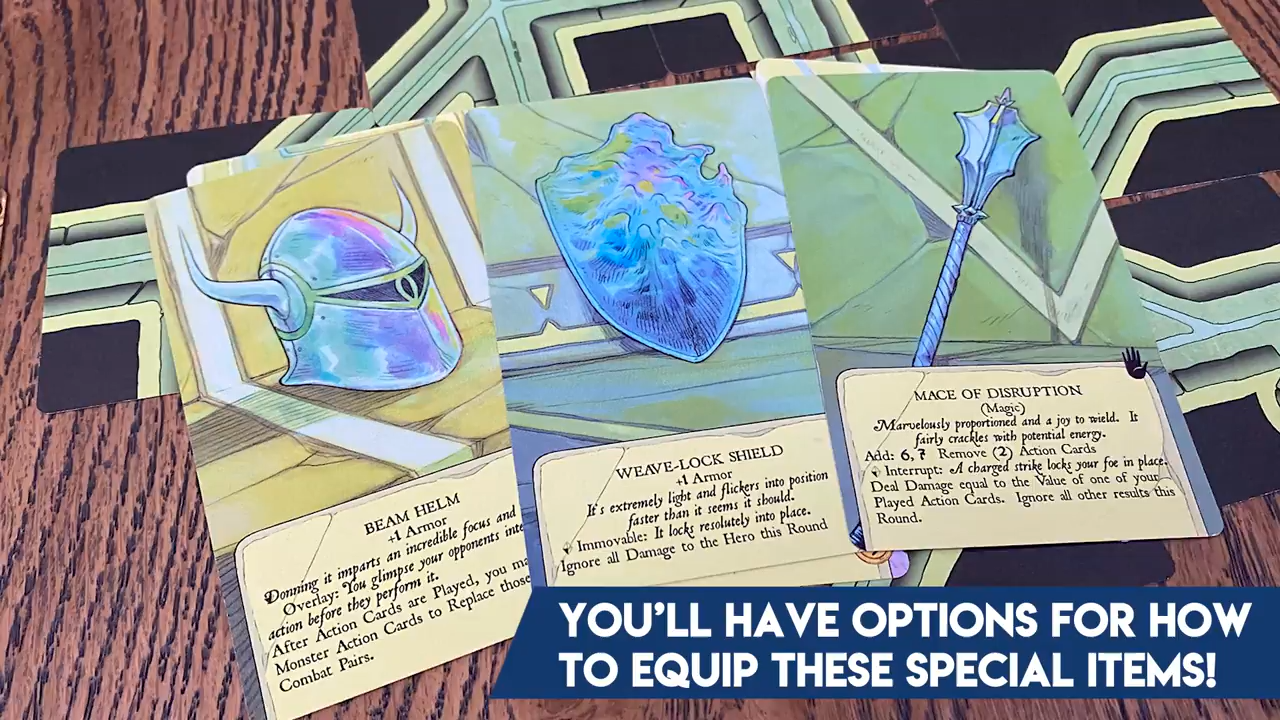 BEAM HELM
+1 Armor
Donning it imparts an incredible focus and
Overlay: You glimpse your opponents
action before they perform it.
After Action Cards are Played, you
Monster Action Cards to Replace those
Combat Pairs.
WEAVE-LOCK SHIELD
+1 Armor
It's extremely light and flickers into position
faster than it seems it should.
Immovable: It locks resolutely into place.
Ignore all Damage to the Hero this Round
MACE OF DISRUPTION
(Magic)
Marvelously proportioned and a joy to wield. It
fairly crackles with potential energy.
Add: 6, 7 Remove (2) Action Cards
Interrupt: A charged strike locks your foe in place.
Deal Damage equal to the Value of one of your
Played Action Cards. Ignore all other results this
Round.
YOU'LL HAVE OPTIONS FOR HOW
TO EQUIP THESE SPECIAL ITEMS!